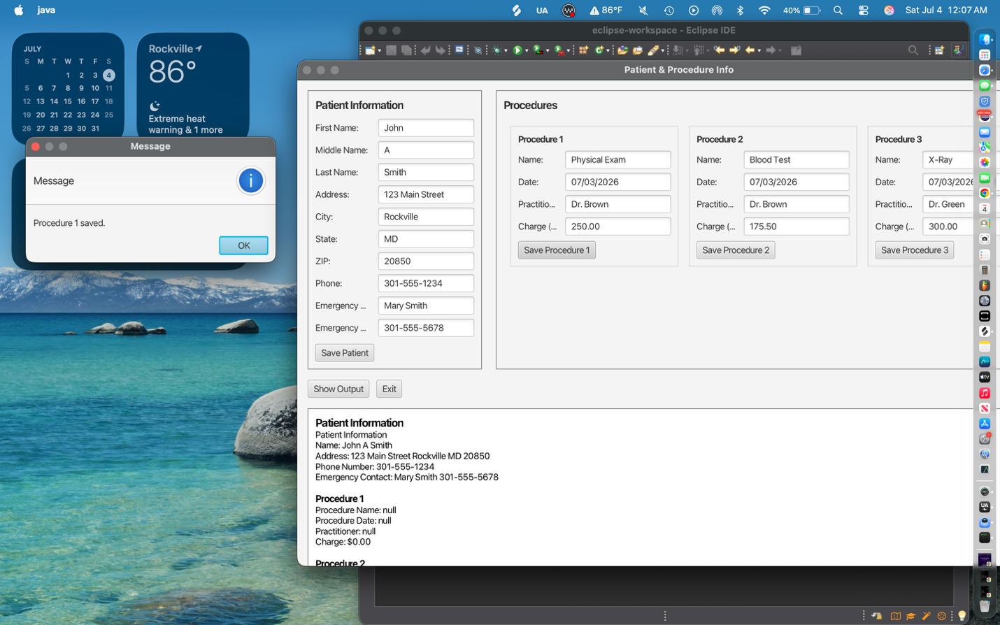 java
UA
86°F
40%
Sat Jul 4 12:07 AM
JULY
S M T W T F S
1 2 3 4
5 6 7 8 9 10 11
12 13 14 15 16 17 18
19 20 21 22 23 24 25
26 27 28 29 30 31
Rockville
86°
Extreme heat
warning & 1 more
Message
Message
Procedure 1 saved.
OK
eclipse-workspace - Eclipse IDE
Patient & Procedure Info
Patient Information
First Name: John
Middle Name: A
Last Name: Smith
Address: 123 Main Street
City: Rockville
State: MD
ZIP: 20850
Phone: 301-555-1234
Emergency ... Mary Smith
Emergency ... 301-555-5678
Save Patient
Procedures
Procedure 1
Name: Physical Exam
Date: 07/03/2026
Practitio... Dr. Brown
Charge (... 250.00
Save Procedure 1
Procedure 2
Name: Blood Test
Date: 07/03/2026
Practitio... Dr. Brown
Charge (... 175.50
Save Procedure 2
Procedure 3
Name: X-Ray
Date: 07/03/2026
Practitio... Dr. Green
Charge (... 300.00
Save Procedure 3
Show Output
Exit
Patient Information
Patient Information
Name: John A Smith
Address: 123 Main Street Rockville MD 20850
Phone Number: 301-555-1234
Emergency Contact: Mary Smith 301-555-5678
Procedure 1
Procedure Name: null
Procedure Date: null
Practitioner: null
Charge: $0.00
Procedure 2
4
tv
UA